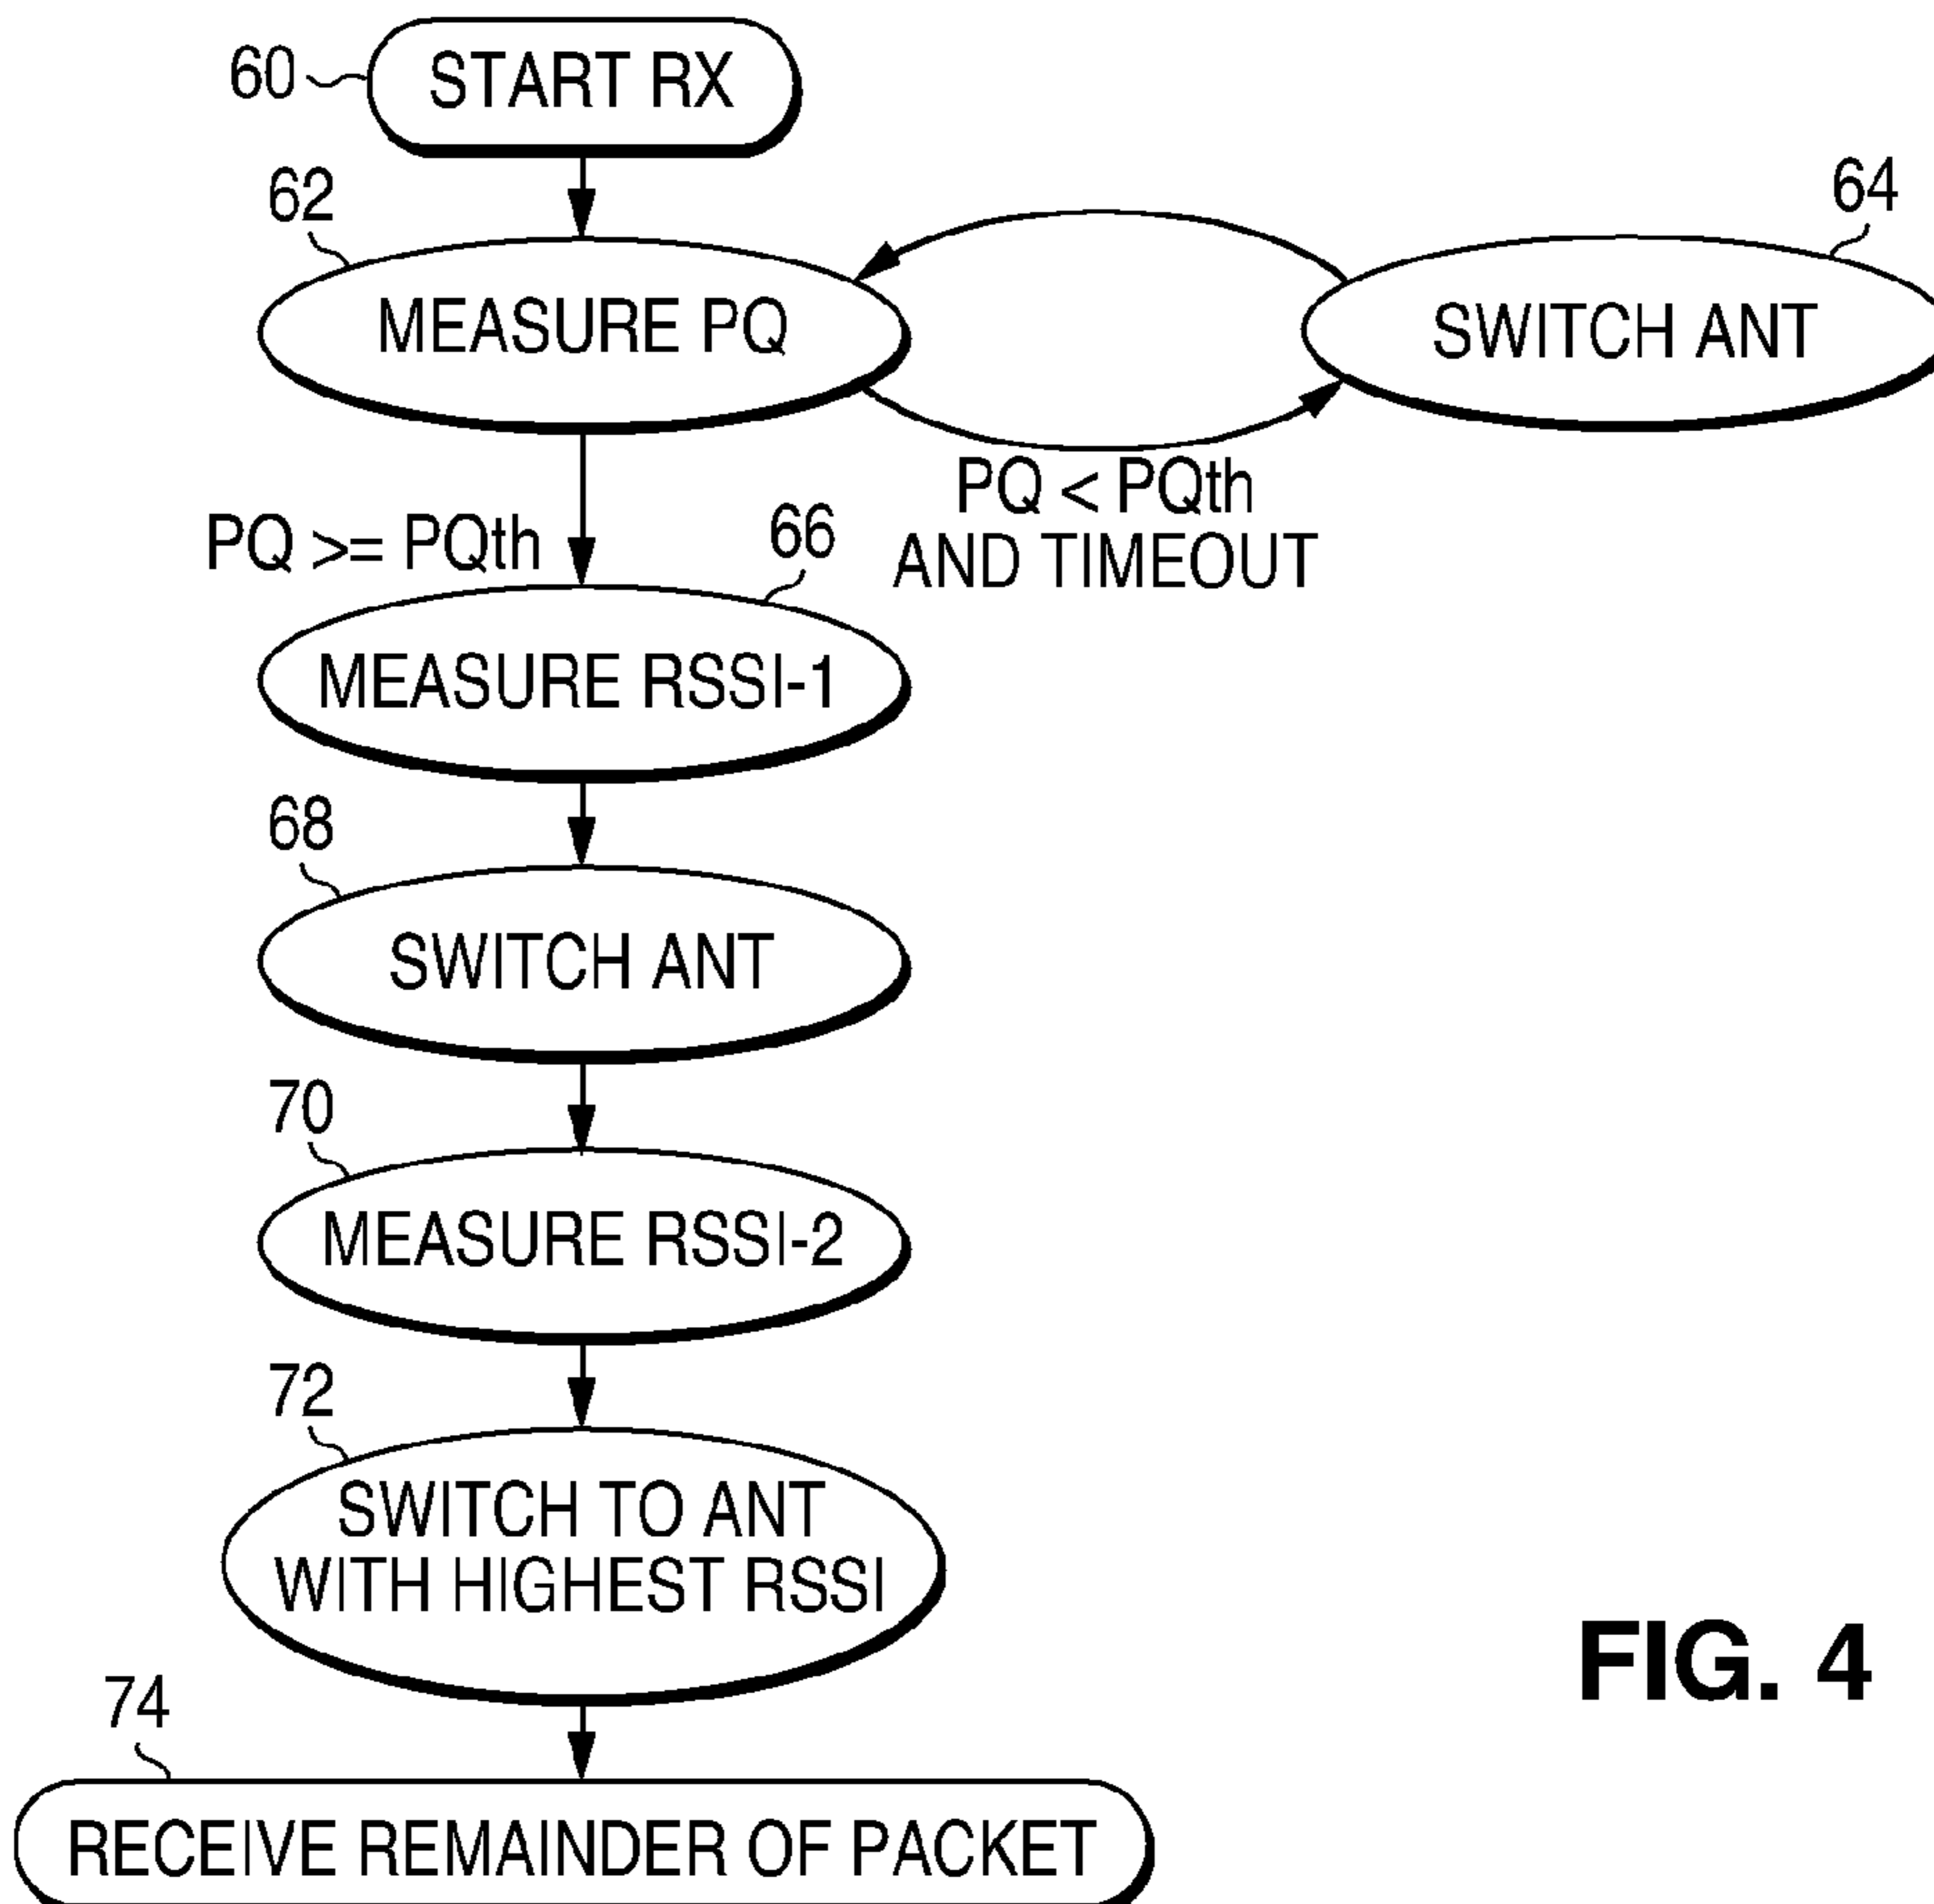 60
START RX
62
64
MEASURE PQ
SWITCH ANT
PQ < PQth
AND TIMEOUT
PQ >= PQth
66
MEASURE RSSI-1
68
SWITCH ANT
70
MEASURE RSSI-2
72
SWITCH TO ANT
WITH HIGHEST RSSI
74
RECEIVE REMAINDER OF PACKET
FIG. 4